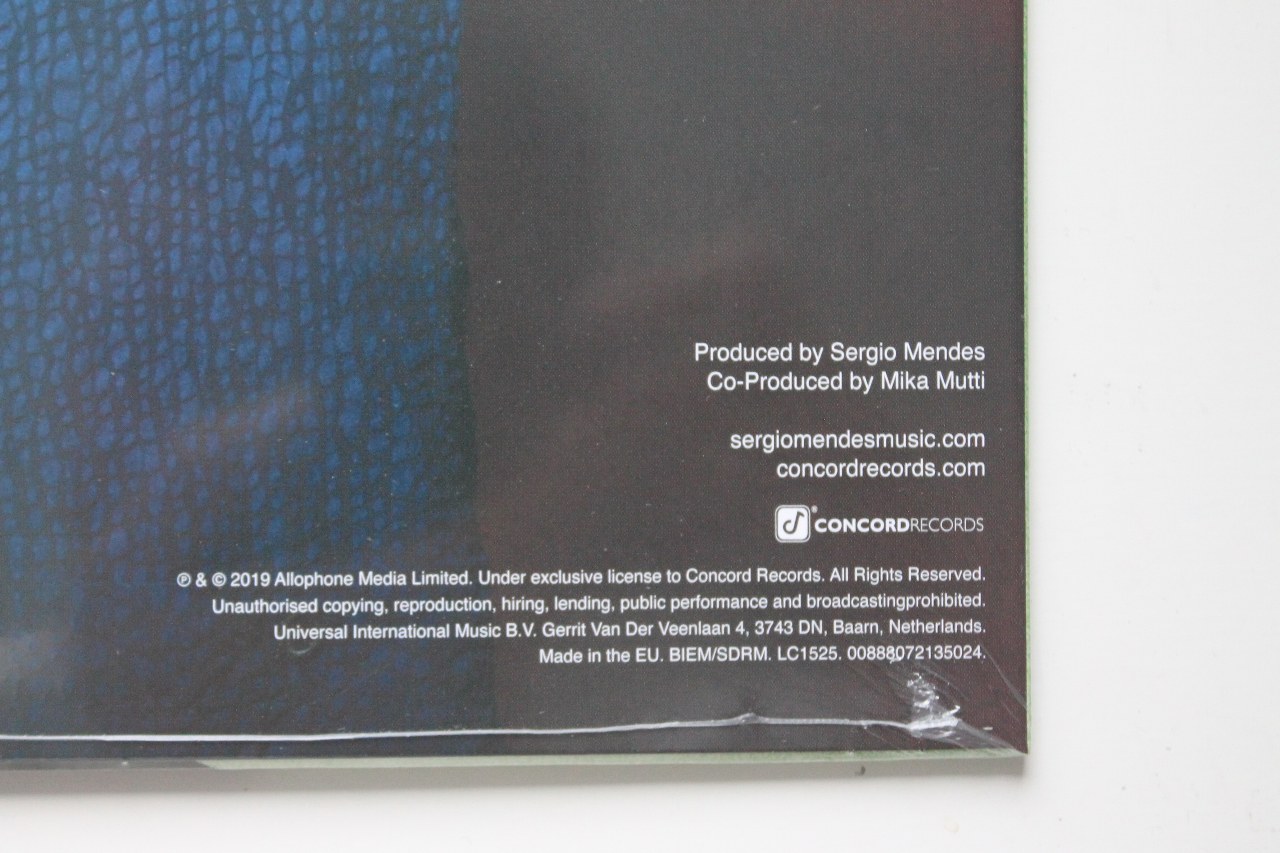 Produced by Sergio Mendes
Co-Produced by Mika Mutti
sergiomendesmusic.com
concordrecords.com
® CONCORDRECORDS
℗ & © 2019 Allophone Media Limited. Under exclusive license to Concord Records. All Rights Reserved.
Unauthorised copying, reproduction, hiring, lending, public performance and broadcastingprohibited.
Universal International Music B.V. Gerrit Van Der Veenlaan 4, 3743 DN, Baarn, Netherlands.
Made in the EU. BIEM/SDRM. LC1525. 00888072135024.